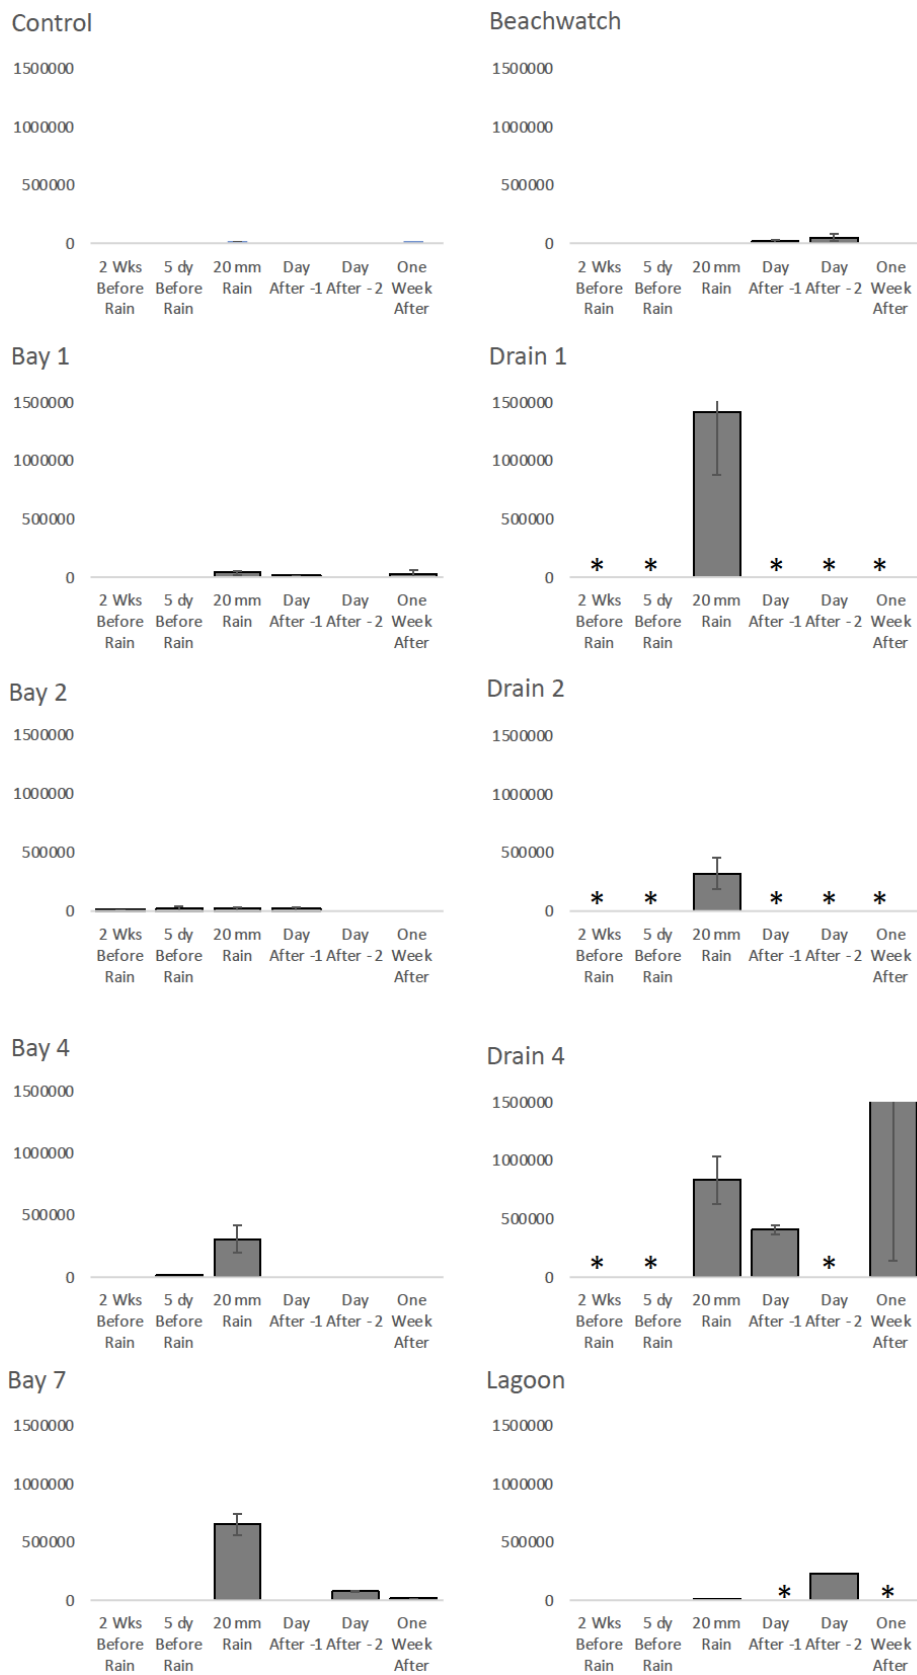 Control
1500000
1000000
500000
0
2 Wks 5 dy 20 mm Day Day One
Before Before Rain After -1 After - 2 Week
Rain Rain After
Beachwatch
1500000
1000000
500000
0
2 Wks 5 dy 20 mm Day Day One
Before Before Rain After -1 After - 2 Week
Rain Rain After
Bay 1
1500000
1000000
500000
0
2 Wks 5 dy 20 mm Day Day One
Before Before Rain After -1 After - 2 Week
Rain Rain After
Drain 1
1500000
1000000
500000
0
* * * * *
2 Wks 5 dy 20 mm Day Day One
Before Before Rain After -1 After - 2 Week
Rain Rain After
Bay 2
1500000
1000000
500000
0
2 Wks 5 dy 20 mm Day Day One
Before Before Rain After -1 After - 2 Week
Rain Rain After
Drain 2
1500000
1000000
500000
0
* * * * *
2 Wks 5 dy 20 mm Day Day One
Before Before Rain After -1 After - 2 Week
Rain Rain After
Bay 4
1500000
1000000
500000
0
2 Wks 5 dy 20 mm Day Day One
Before Before Rain After -1 After - 2 Week
Rain Rain After
Drain 4
1500000
1000000
500000
0
* * *
2 Wks 5 dy 20 mm Day Day One
Before Before Rain After -1 After - 2 Week
Rain Rain After
Bay 7
1500000
1000000
500000
0
2 Wks 5 dy 20 mm Day Day One
Before Before Rain After -1 After - 2 Week
Rain Rain After
Lagoon
1500000
1000000
500000
0
* *
2 Wks 5 dy 20 mm Day Day One
Before Before Rain After -1 After - 2 Week
Rain Rain After